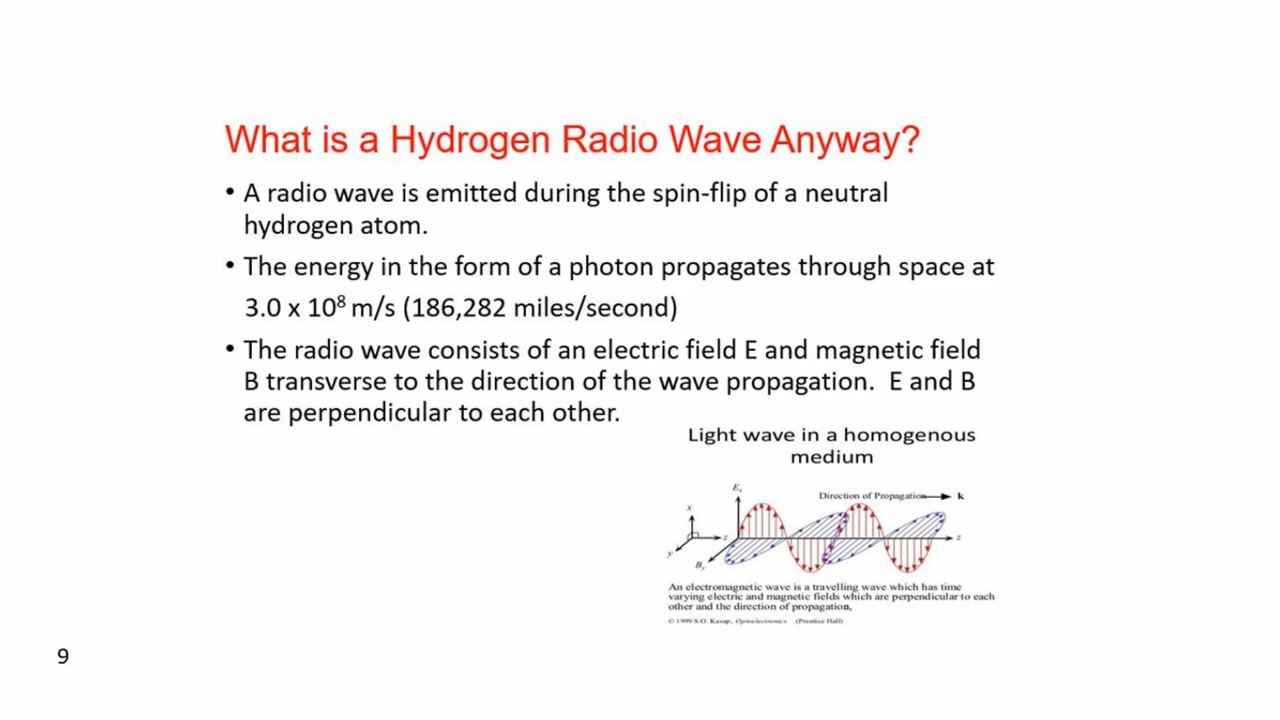 What is a Hydrogen Radio Wave Anyway?
• A radio wave is emitted during the spin-flip of a neutral
hydrogen atom.
• The energy in the form of a photon propagates through space at
3.0 x 10⁸ m/s (186,282 miles/second)
• The radio wave consists of an electric field E and magnetic field
B transverse to the direction of the wave propagation.  E and B
are perpendicular to each other.
Light wave in a homogenous
medium
Eₓ
Direction of Propagation k
x
z
z
y
Bᵧ
An electromagnetic wave is a travelling wave which has time
varying electric and magnetic fields which are perpendicular to each
other and the direction of propagation,
© 1999 S.O. Kasap, Optoelectronics (Prentice Hall)
9